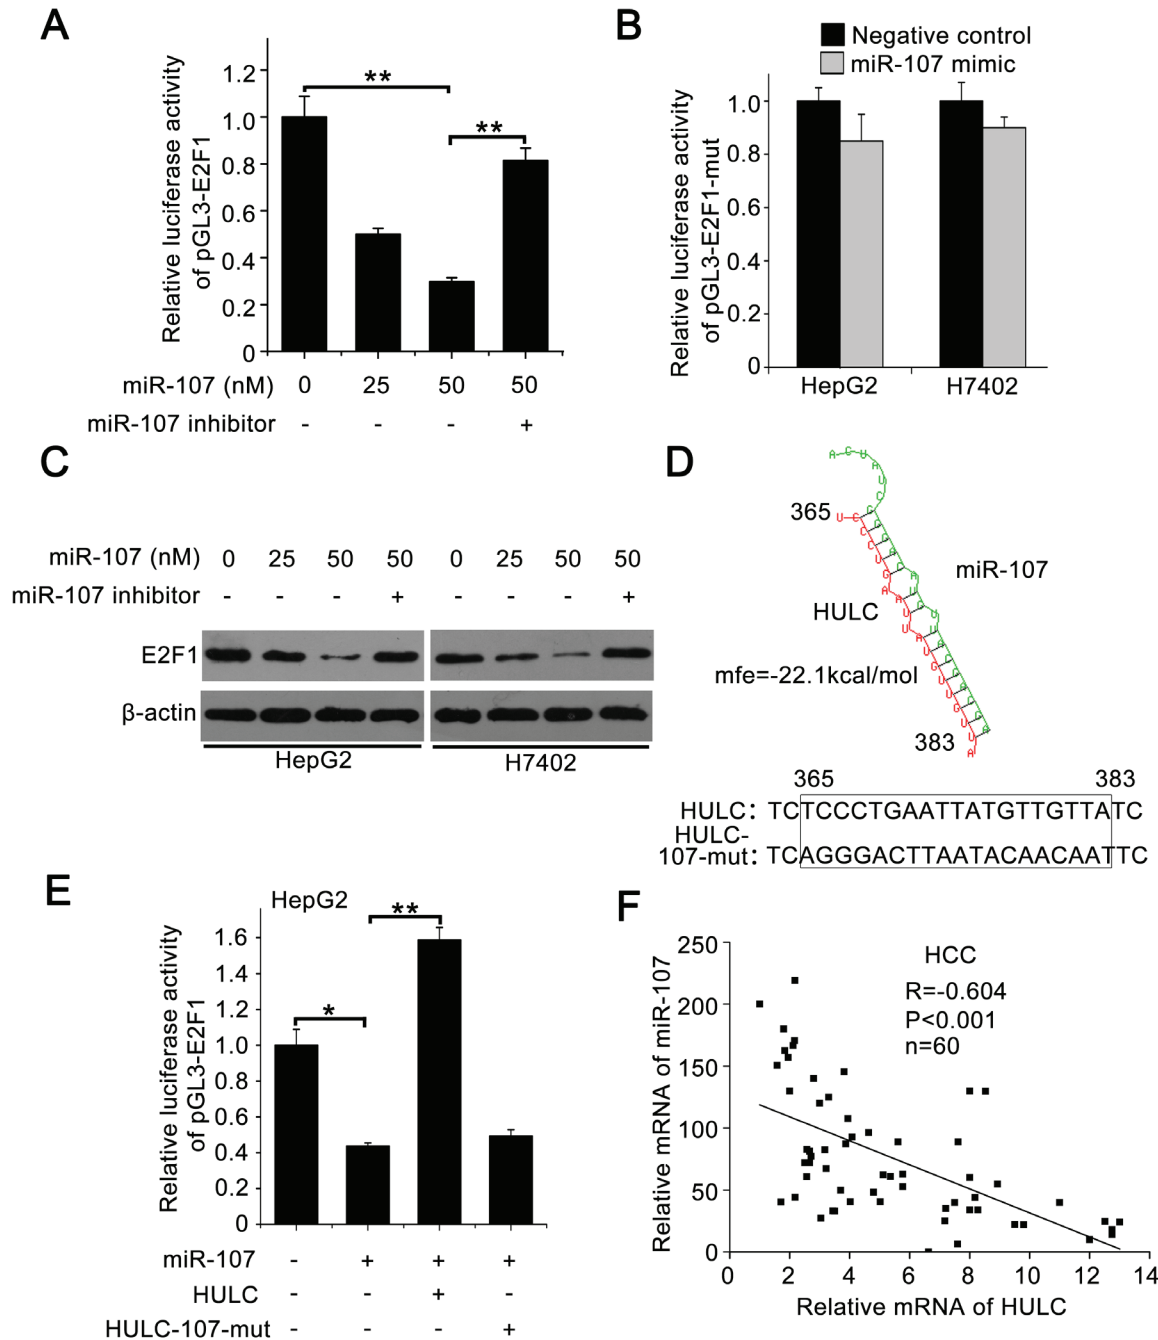 A
Relative luciferase activity
of pGL3-E2F1
1.2
1.0
0.8
0.6
0.4
0.2
0
**
**
miR-107 (nM) 0 25 50 50
miR-107 inhibitor - - - +
B
Negative control
miR-107 mimic
Relative luciferase activity
of pGL3-E2F1-mut
1.0
0.8
0.6
0.4
0.2
0
HepG2 H7402
C
miR-107 (nM) 0 25 50 50 0 25 50 50
miR-107 inhibitor - - - + - - - +
E2F1
β-actin
HepG2 H7402
D
365
miR-107
HULC
mfe=-22.1kcal/mol
383
365 383
HULC: TCTCCCTGAATTATGTTGTTATC
HULC-
107-mut: TCAGGGACTTAATACAACAATTC
E
HepG2
Relative luciferase activity
of pGL3-E2F1
1.6
1.4
1.2
1.0
0.8
0.6
0.4
0.2
0
*
**
miR-107 - + + +
HULC - - + -
HULC-107-mut - - - +
F
HCC
R=-0.604
P<0.001
n=60
Relative mRNA of miR-107
250
200
150
100
50
0
0 2 4 6 8 10 12 14
Relative mRNA of HULC